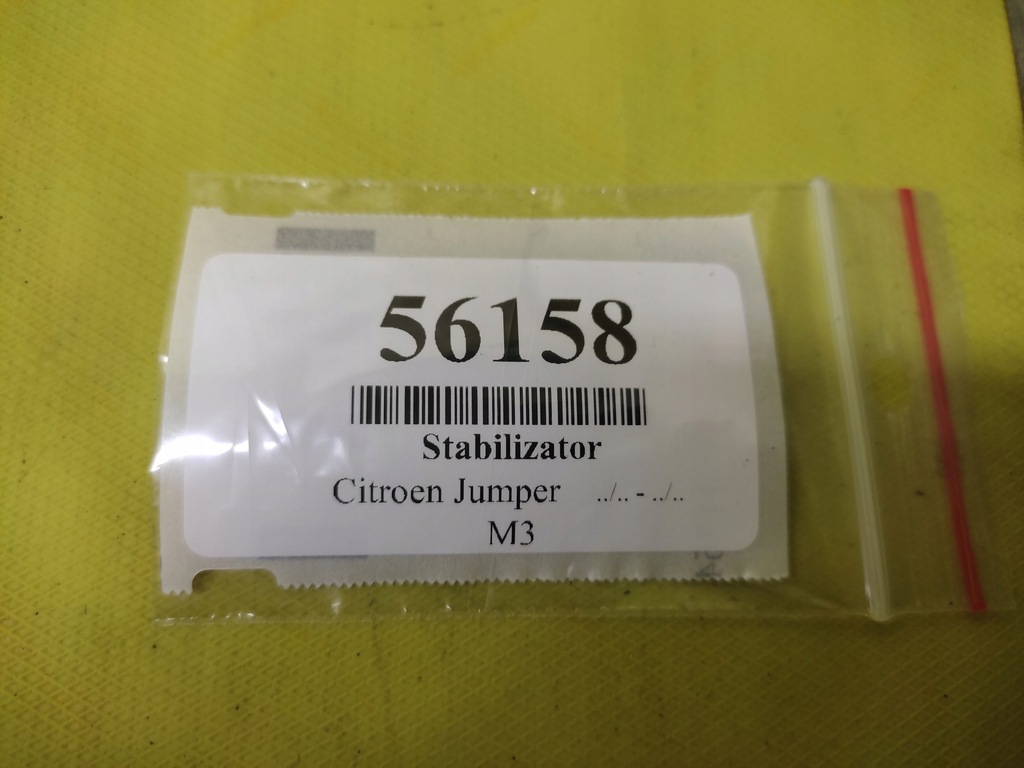 56158
Stabilizator
Citroen Jumper ../.. - ../..
M3